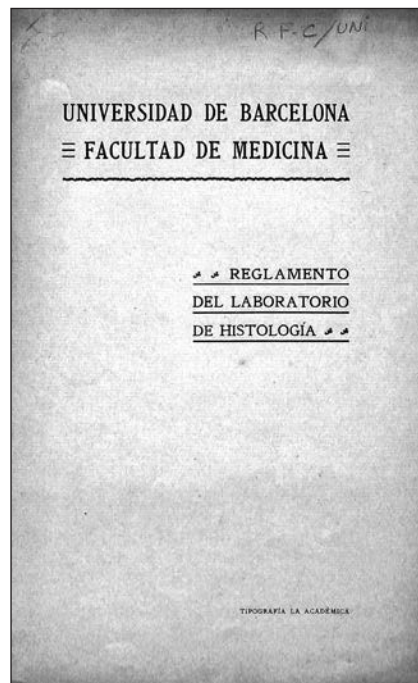 R F-C/UNI
UNIVERSIDAD DE BARCELONA
≡ FACULTAD DE MEDICINA ≡
REGLAMENTO
DEL LABORATORIO
DE HISTOLOGÍA
TIPOGRAFÍA LA ACADÉMICA